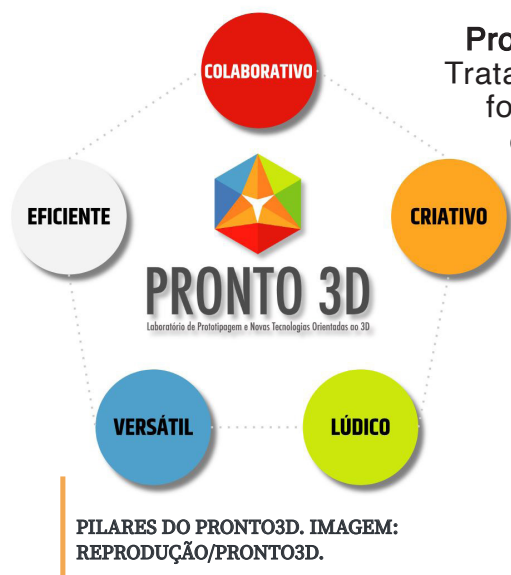 COLABORATIVO
EFICIENTE
CRIATIVO
PRONTO 3D
Laboratório de Prototipagem e Novas Tecnologias Orientadas ao 3D
VERSÁTIL
LÚDICO
PILARES DO PRONTO3D. IMAGEM:
REPRODUÇÃO/PRONTO3D.